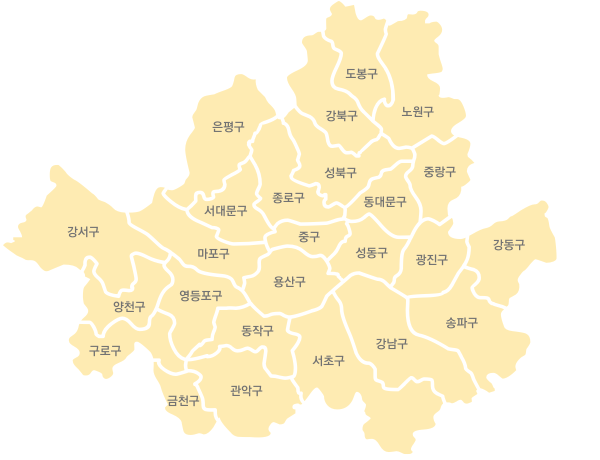 도봉구
노원구
강북구
은평구
성북구
중랑구
종로구
동대문구
서대문구
강서구
중구
강동구
마포구
성동구
광진구
용산구
영등포구
양천구
송파구
동작구
강남구
구로구
서초구
관악구
금천구